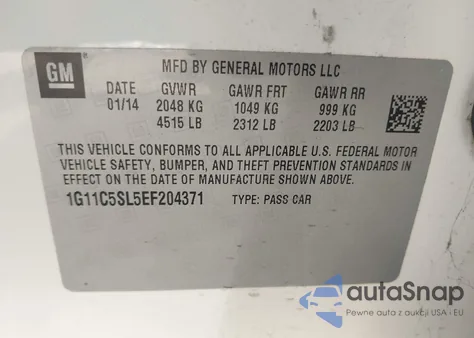 GM
MFD BY GENERAL MOTORS LLC
DATE GVWR GAWR FRT GAWR RR
01/14 2048 KG 1049 KG 999 KG
4515 LB 2312 LB 2203 LB
THIS VEHICLE CONFORMS TO ALL APPLICABLE U.S. FEDERAL MOTOR
VEHICLE SAFETY, BUMPER, AND THEFT PREVENTION STANDARDS IN
EFFECT ON THE DATE OF MANUFACTURE SHOWN ABOVE.
1G11C5SL5EF204371 TYPE: PASS CAR
autaSnap
Pewne auta z aukcji USA - EU